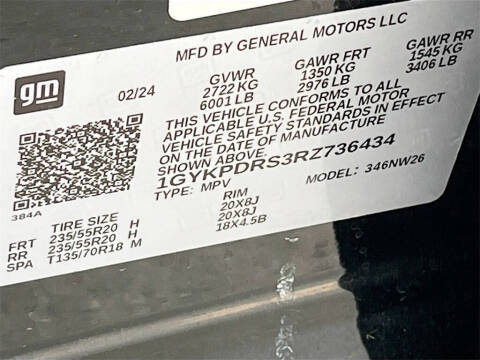 MFD BY GENERAL MOTORS LLC
gm
02/24
GVWR
2722 KG
6001 LB
GAWR FRT
1350 KG
2976 LB
GAWR RR
1545 KG
3406 LB
THIS VEHICLE CONFORMS TO ALL
APPLICABLE U.S. FEDERAL MOTOR
VEHICLE SAFETY STANDARDS IN EFFECT
ON THE DATE OF MANUFACTURE
SHOWN ABOVE.
1GYKPDRS3RZ736434
TYPE: MPV
MODEL: 346NW26
384A
TIRE SIZE RIM
FRT 235/55R20 H 20X8J
RR 235/55R20 H 20X8J
SPA T135/70R18 M 18X4.5B